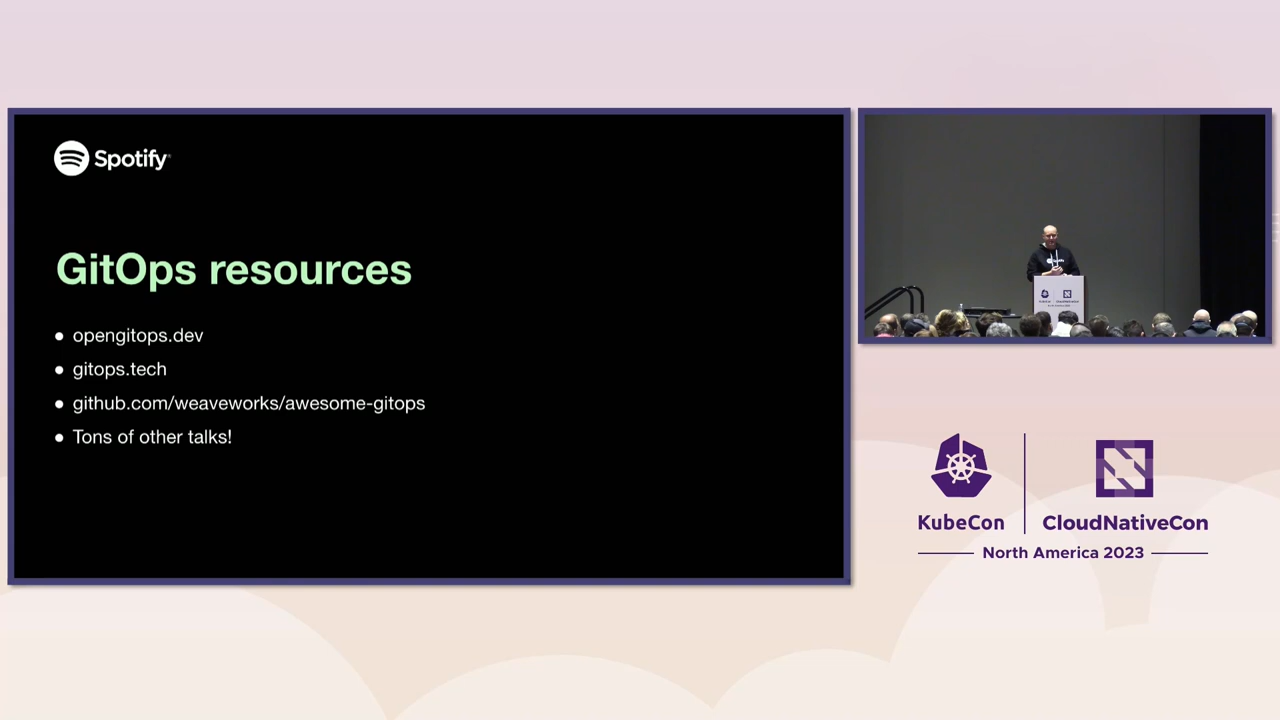 Spotify
GitOps resources
• opengitops.dev
• gitops.tech
• github.com/weaveworks/awesome-gitops
• Tons of other talks!
KubeCon
CloudNativeCon
North America 2023